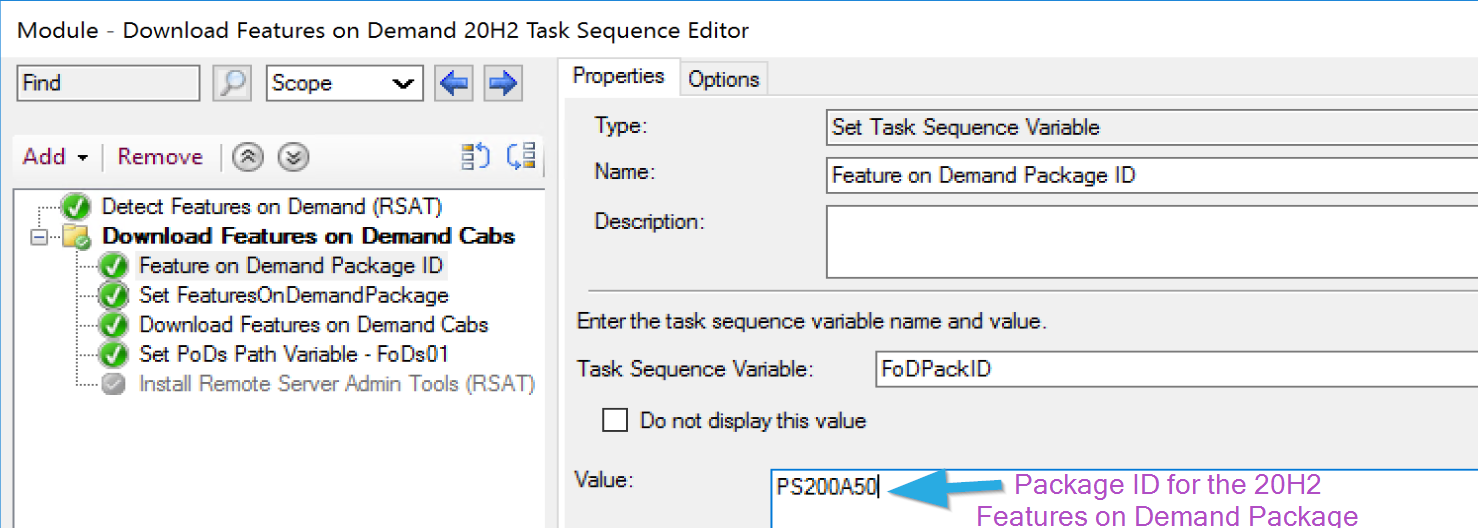 Module - Download Features on Demand 20H2 Task Sequence Editor
Find
Scope
Add
Remove
Detect Features on Demand (RSAT)
Download Features on Demand Cabs
Feature on Demand Package ID
Set FeaturesOnDemandPackage
Download Features on Demand Cabs
Set PoDs Path Variable - FoDs01
Install Remote Server Admin Tools (RSAT)
Properties
Options
Type:
Set Task Sequence Variable
Name:
Feature on Demand Package ID
Description:
Enter the task sequence variable name and value.
Task Sequence Variable:
FoDPackID
Do not display this value
Value:
PS200A50
Package ID for the 20H2
Features on Demand Package